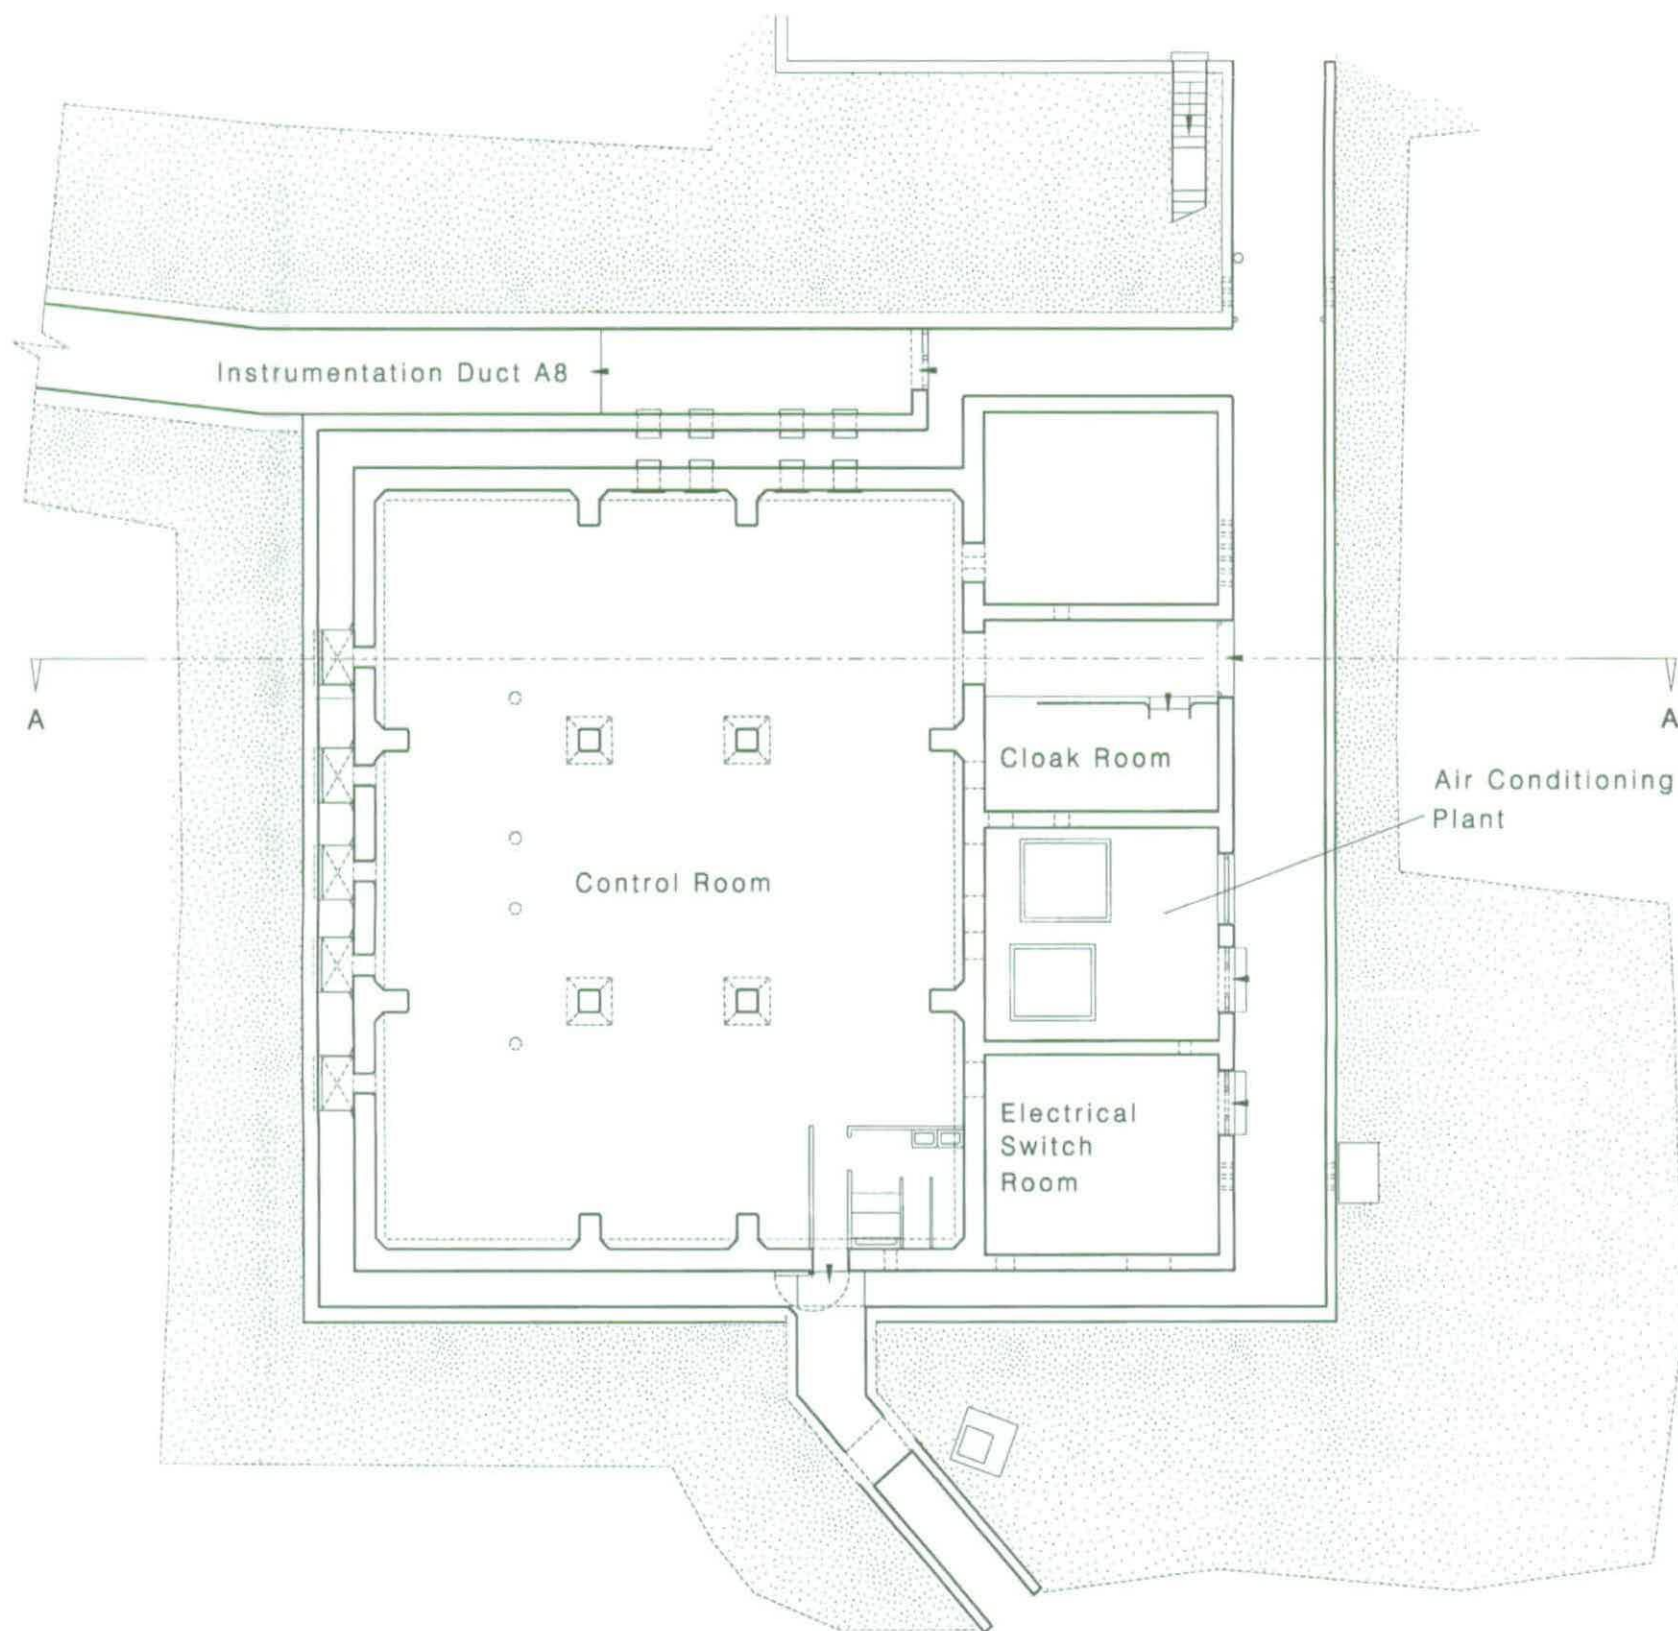 Instrumentation Duct A8
A
A
Cloak Room
Air Conditioning
Plant
Control Room
Electrical
Switch
Room